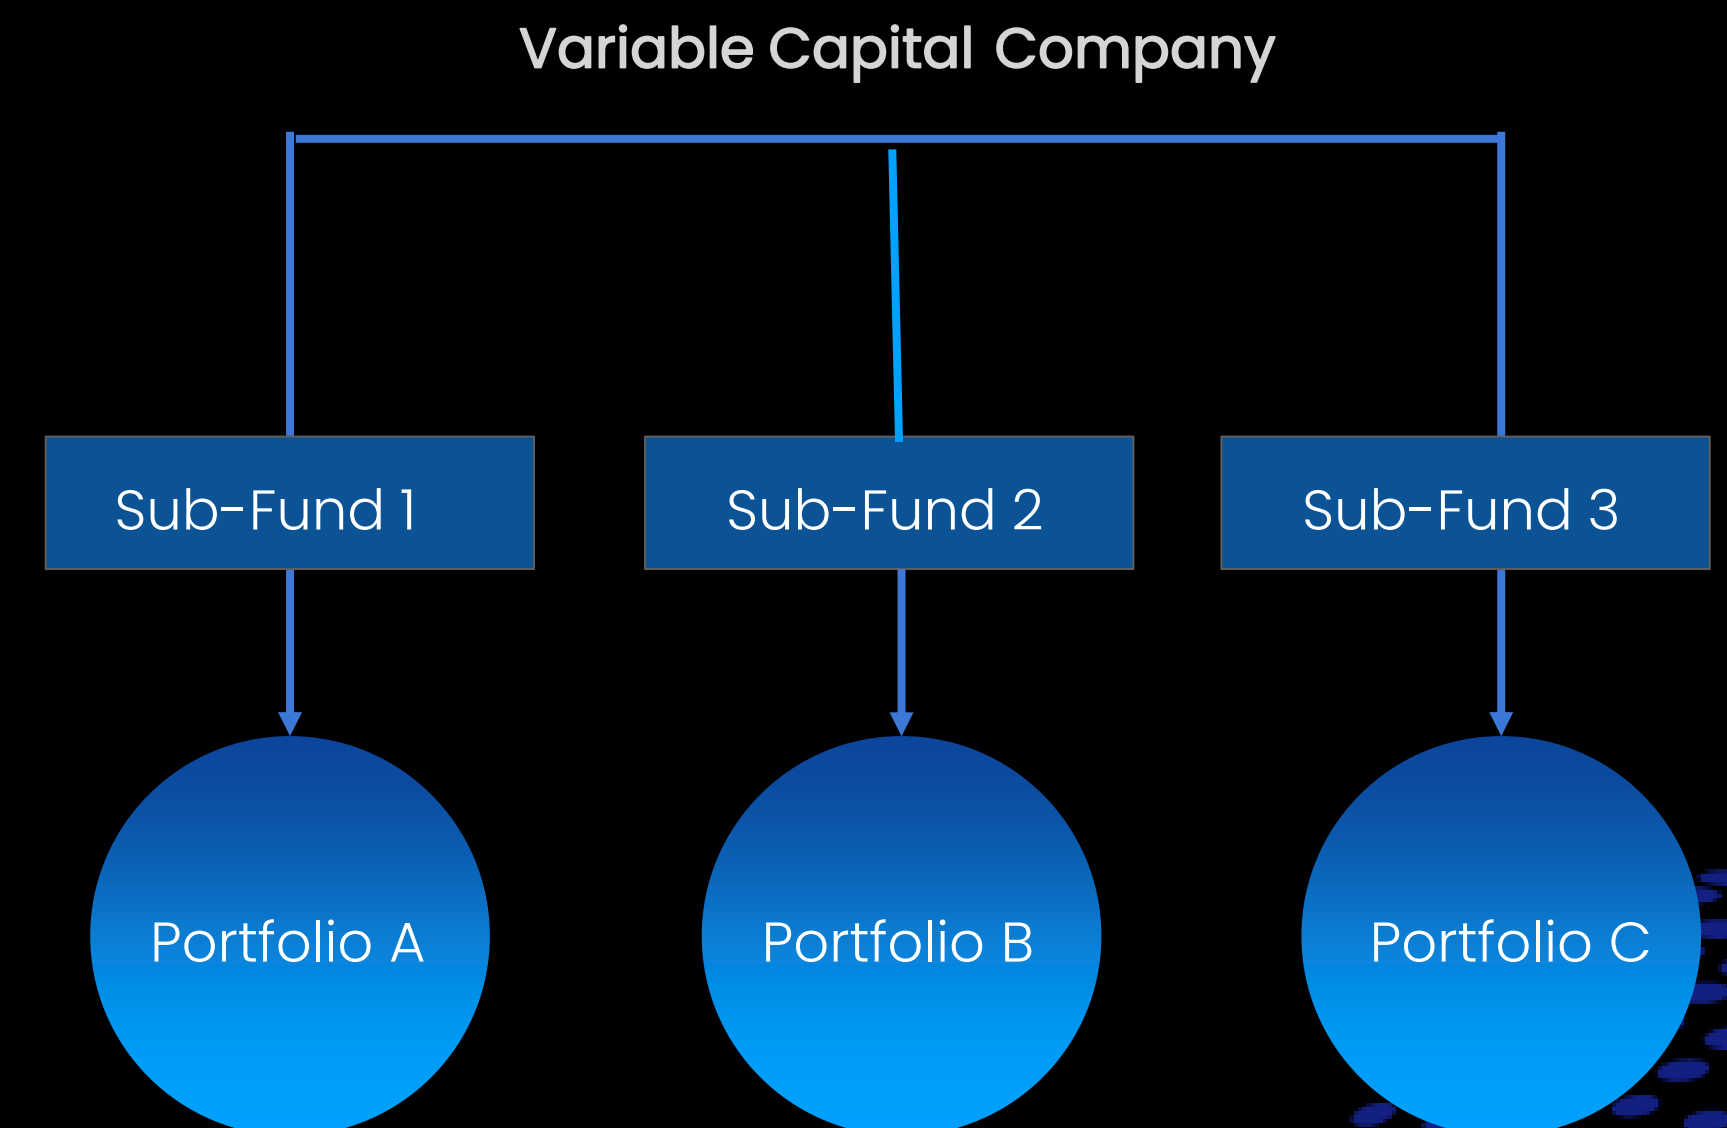 Variable Capital Company
Sub-Fund 1
Sub-Fund 2
Sub-Fund 3
Portfolio A
Portfolio B
Portfolio C